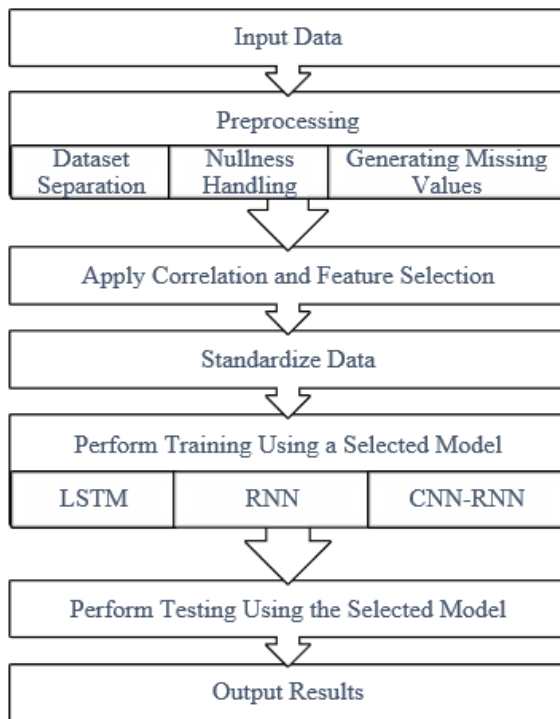 Input Data
Preprocessing
Dataset
Separation
Nullness
Handling
Generating Missing
Values
Apply Correlation and Feature Selection
Standardize Data
Perform Training Using a Selected Model
LSTM
RNN
CNN-RNN
Perform Testing Using the Selected Model
Output Results